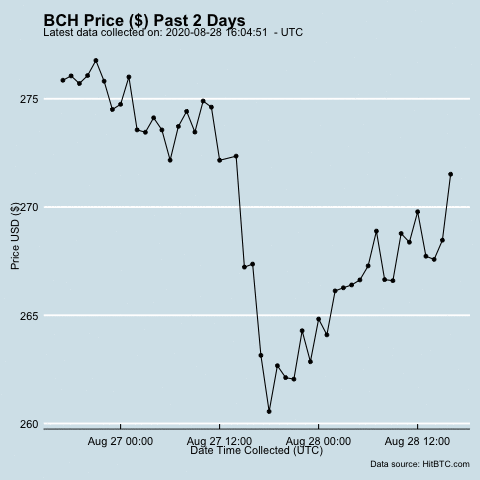 BCH Price ($) Past 2 Days
Latest data collected on: 2020-08-28 16:04:51 - UTC
275
270
265
260
Price USD ($)
Aug 27 00:00 Aug 27 12:00 Aug 28 00:00 Aug 28 12:00
Date Time Collected (UTC)
Data source: HitBTC.com